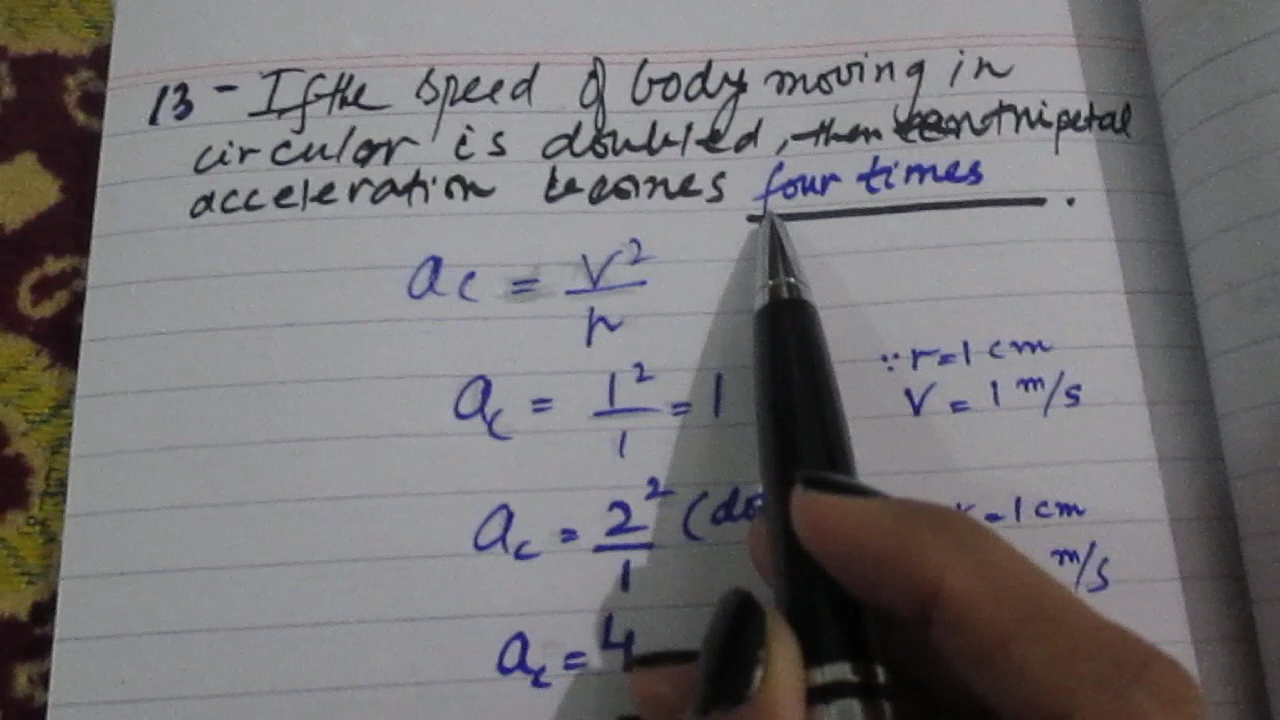 13 - If the speed of body moving in
circular is doubled, then centripetal
acceleration becomes four times.
ac = v²/r
ac = 1²/1 = 1 ∵ r=1 cm
v = 1 m/s
ac = 2²/1 (do r=1 cm
m/s
ac = 4